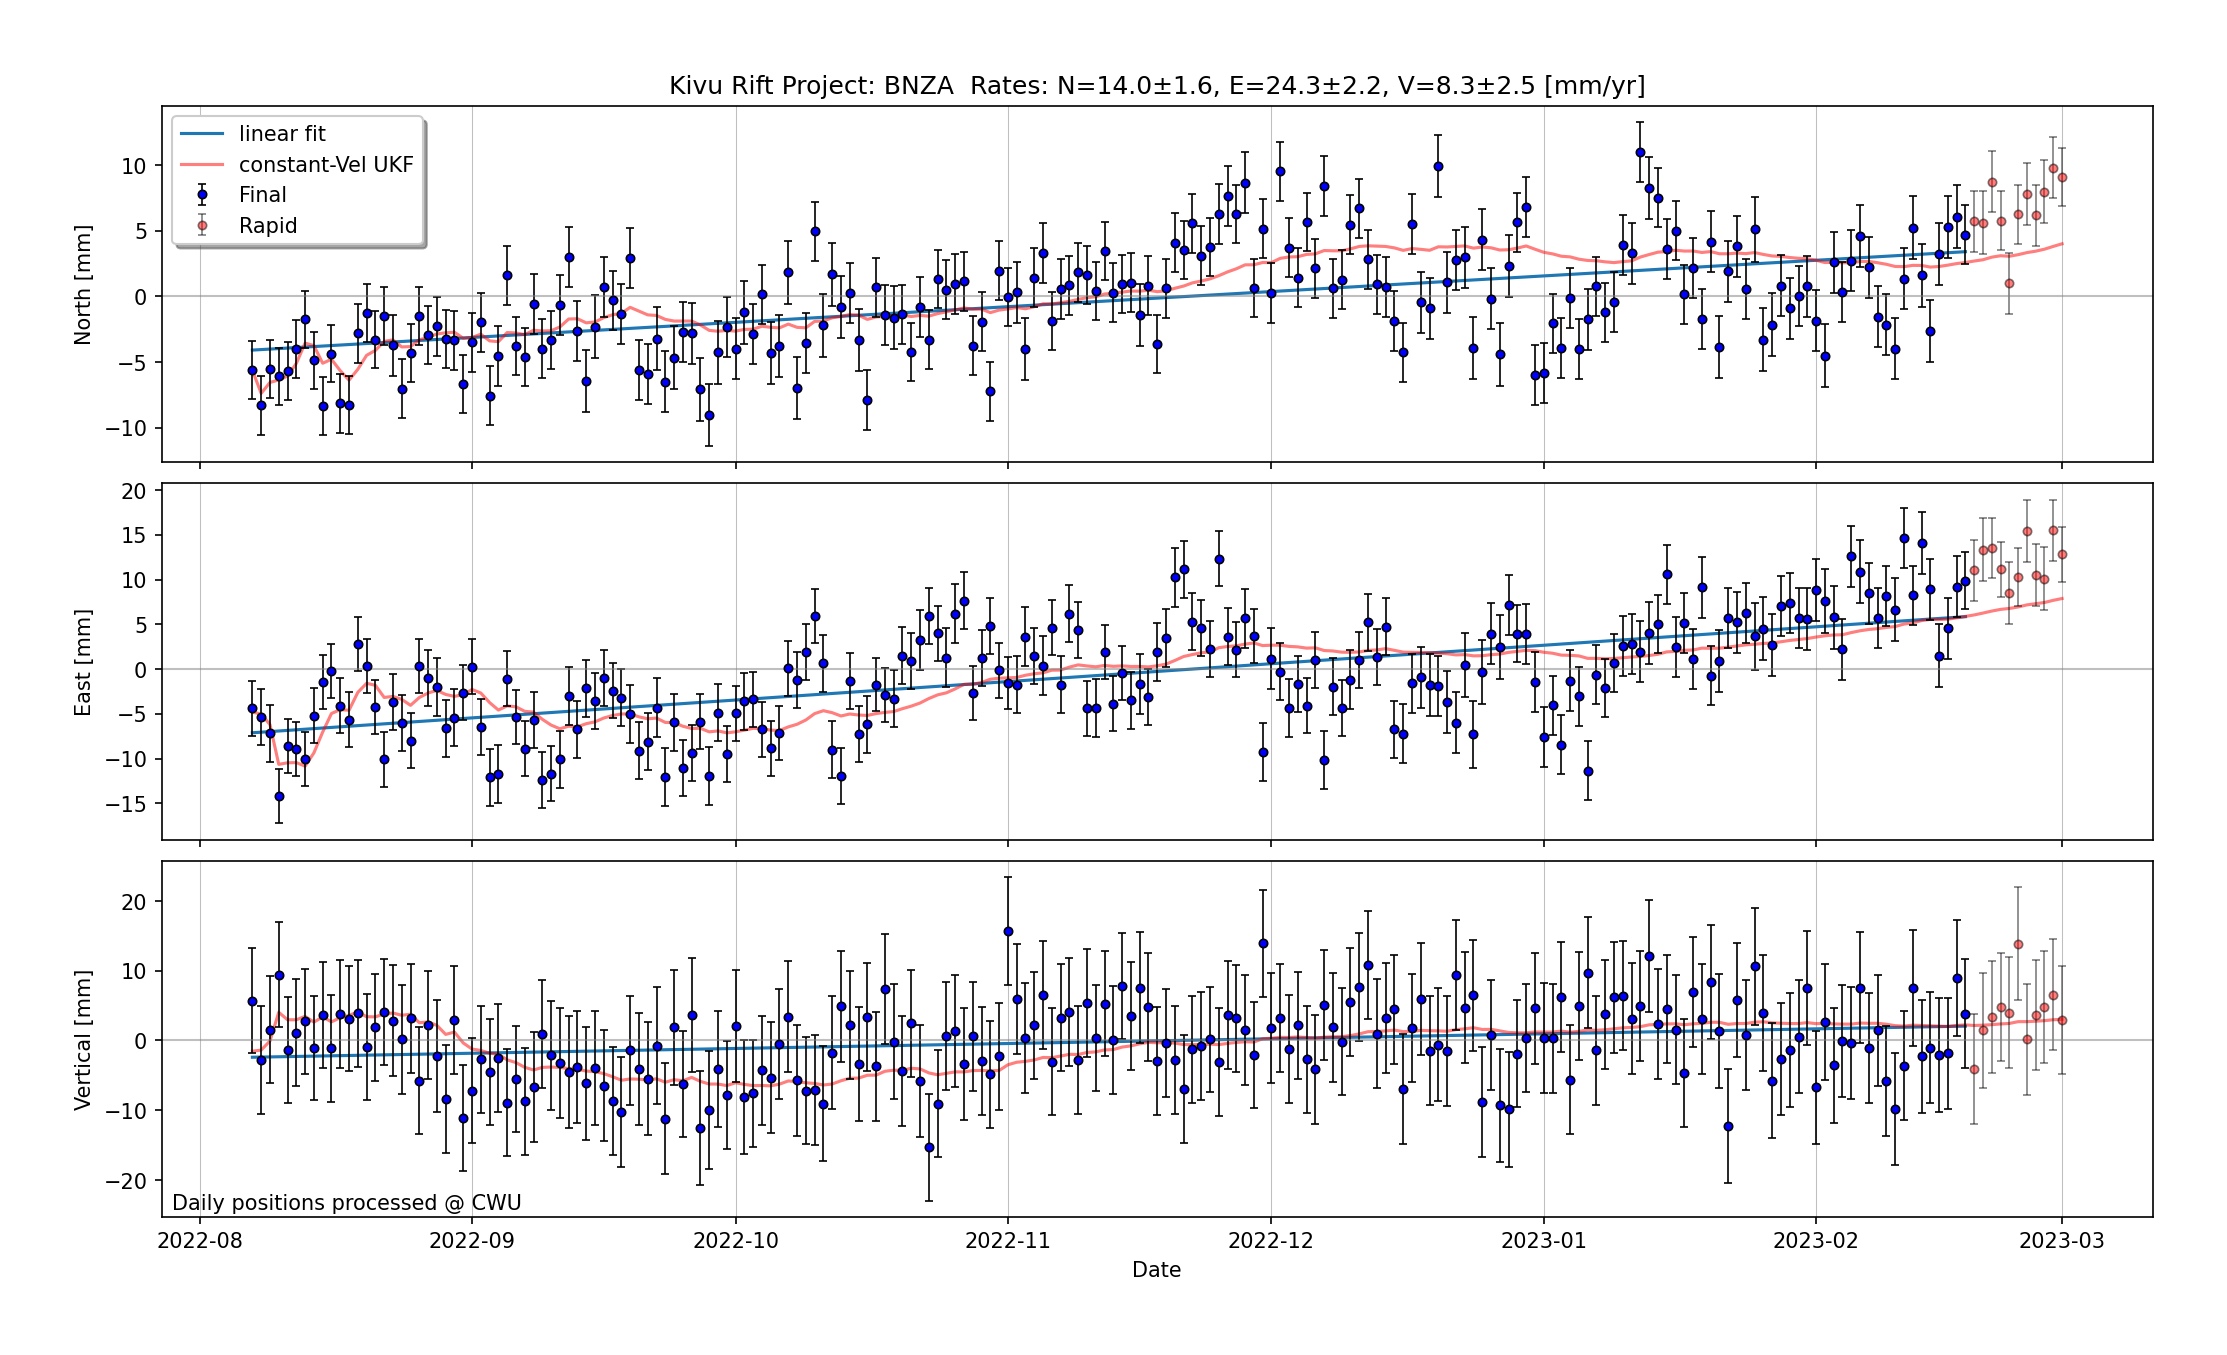 Kivu Rift Project: BNZA  Rates: N=14.0±1.6, E=24.3±2.2, V=8.3±2.5 [mm/yr]
linear fit
constant-Vel UKF
Final
Rapid
North [mm]
10
5
0
−5
−10
East [mm]
20
15
10
5
0
−5
−10
−15
Vertical [mm]
20
10
0
−10
−20
Daily positions processed @ CWU
2022-08 2022-09 2022-10 2022-11 2022-12 2023-01 2023-02 2023-03
Date